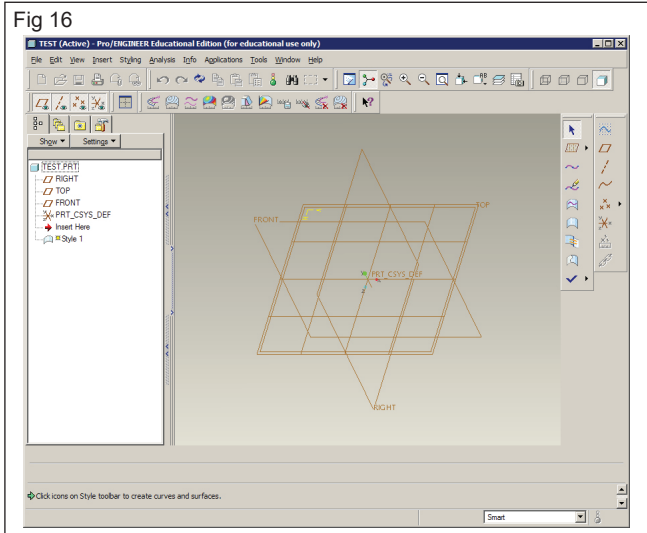 Fig 16
TEST (Active) - Pro/ENGINEER Educational Edition (for educational use only)
File Edit View Insert Styling Analysis Info Applications Tools Window Help
Show Settings
TEST.PRT
RIGHT
TOP
FRONT
PRT_CSYS_DEF
Insert Here
Style 1
TOP
FRONT
PRT_CSYS_DEF
RIGHT
Click icons on Style toolbar to create curves and surfaces.
Smart